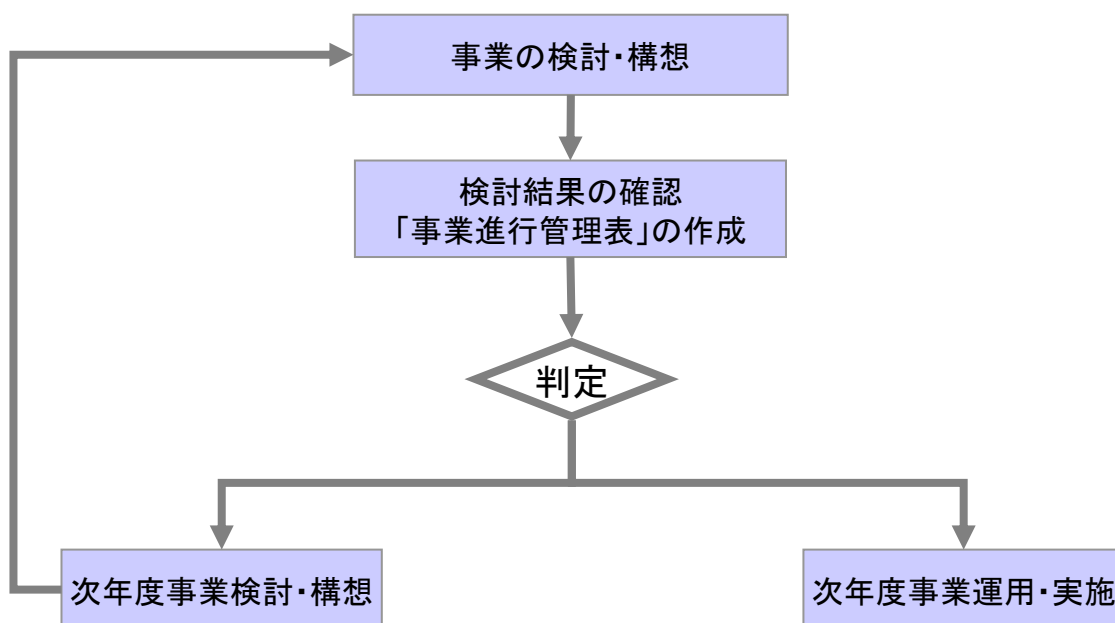 事業の検討・構想
検討結果の確認
「事業進行管理表」の作成
判定
次年度事業検討・構想
次年度事業運用・実施